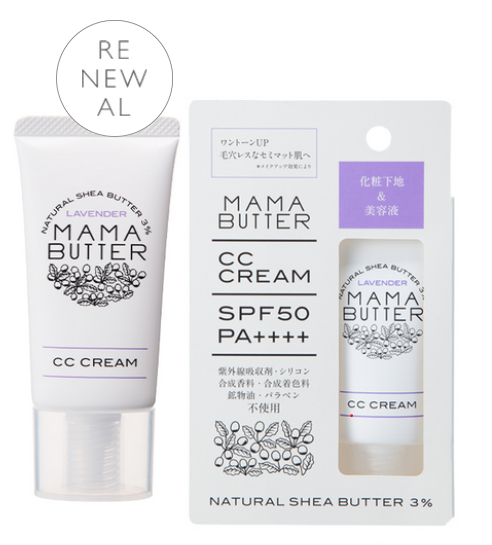 RE
NEW
AL
NATURAL SHEA BUTTER 3%
LAVENDER
MAMA
BUTTER
CC CREAM
ワントーンUP
毛穴レスなセミマット肌へ
※メイクアップ効果により
MAMA
BUTTER
CC
CREAM
SPF50
PA++++
紫外線吸収剤・シリコン
合成香料・合成着色料
鉱物油・パラベン
不使用
化粧下地
&
美容液
NATURAL SHEA BUTTER 3%
LAVENDER
MAMA
BUTTER
CC CREAM
NATURAL SHEA BUTTER 3%